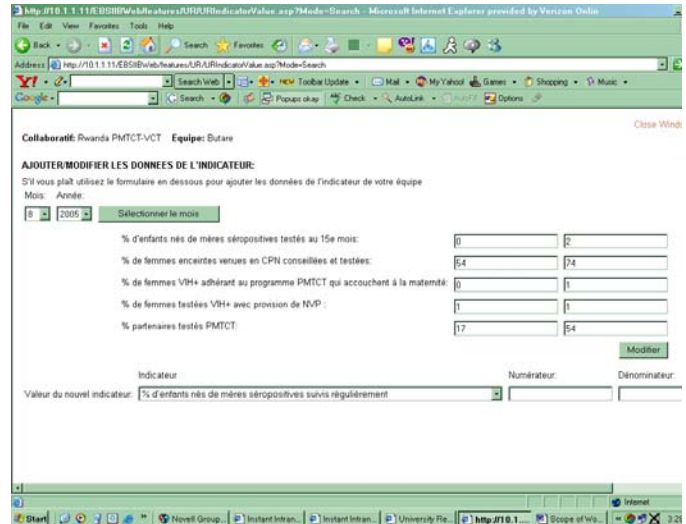 http://10.1.1.11/EBSIIBWeb/features/UR/URIndicatorValue.asp?Mode=Search - Microsoft Internet Explorer provided by Verizon Onlin
File Edit View Favorites Tools Help
Back Search Favorites
Address http://10.1.1.11/EBSIIBWeb/features/UR/URIndicatorValue.asp?Mode=Search
Y! Search Web NEW Toolbar Update Mail My Yahoo! Games Shopping Music
Google Search Popups okay Check AutoLink AutoFill Options
Close Wind
Collaboratif: Rwanda PMTCT-VCT Equipe: Butare
AJOUTER/MODIFIER LES DONNEES DE L'INDICATEUR:
S'il vous plaît utilisez le formulaire en dessous pour ajouter les données de l'indicateur de votre équipe
Mois: Année:
8 2005 Sélectionner le mois
% d'enfants nés de mères séropositives testés au 15e mois: 0 2
% de femmes enceintes venues en CPN conseillées et testées: 54 74
% de femmes VIH+ adhérant au programme PMTCT qui accouchent à la maternité: 0 1
% de femmes testées VIH+ avec provision de NVP : 1 1
% partenaires testés PMTCT: 17 54
Modifier
Indicateur Numérateur: Dénominateur:
Valeur du nouvel indicateur: % d'enfants nés de mères séropositives suivis régulièrement
Internet
Start Novell Group... Instant Intran... Instant Intran... University Re... http://10.1.... Scope of Wo... 3:26